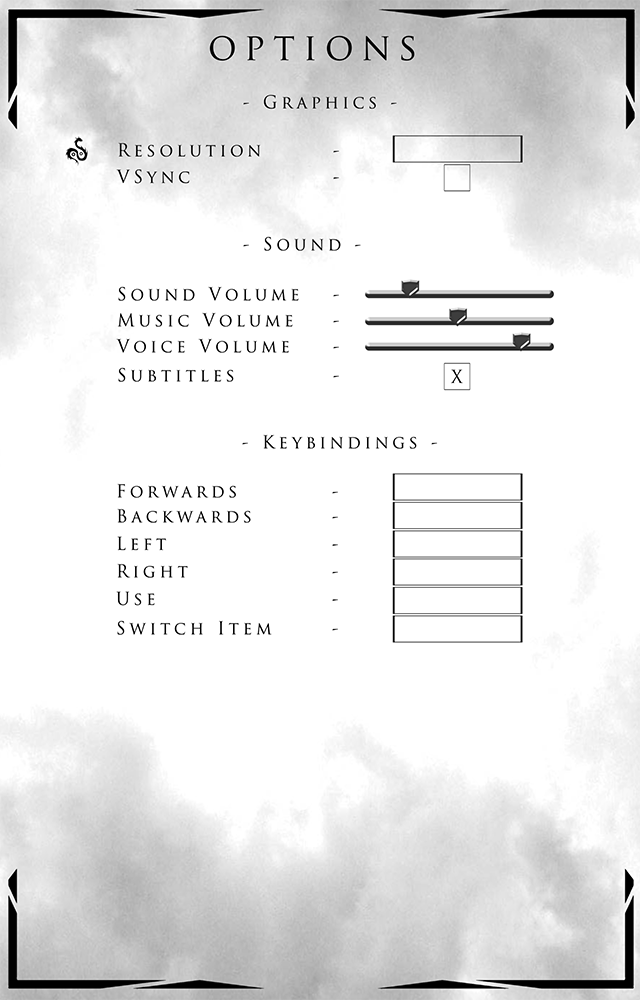 OPTIONS
- GRAPHICS -
RESOLUTION -
VSYNC -
- SOUND -
SOUND VOLUME -
MUSIC VOLUME -
VOICE VOLUME -
SUBTITLES - X
- KEYBINDINGS -
FORWARDS -
BACKWARDS -
LEFT -
RIGHT -
USE -
SWITCH ITEM -